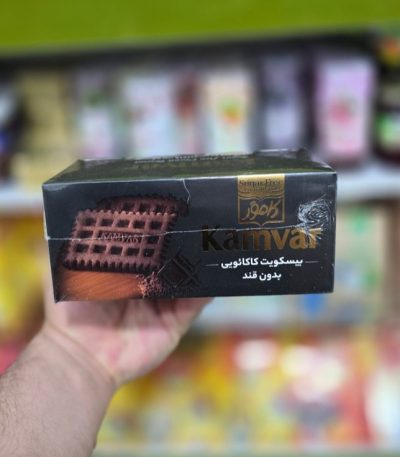 Sugar Free
کامور
Kamvar
بیسکویت کاکائویی
بدون قند
KAMVAR